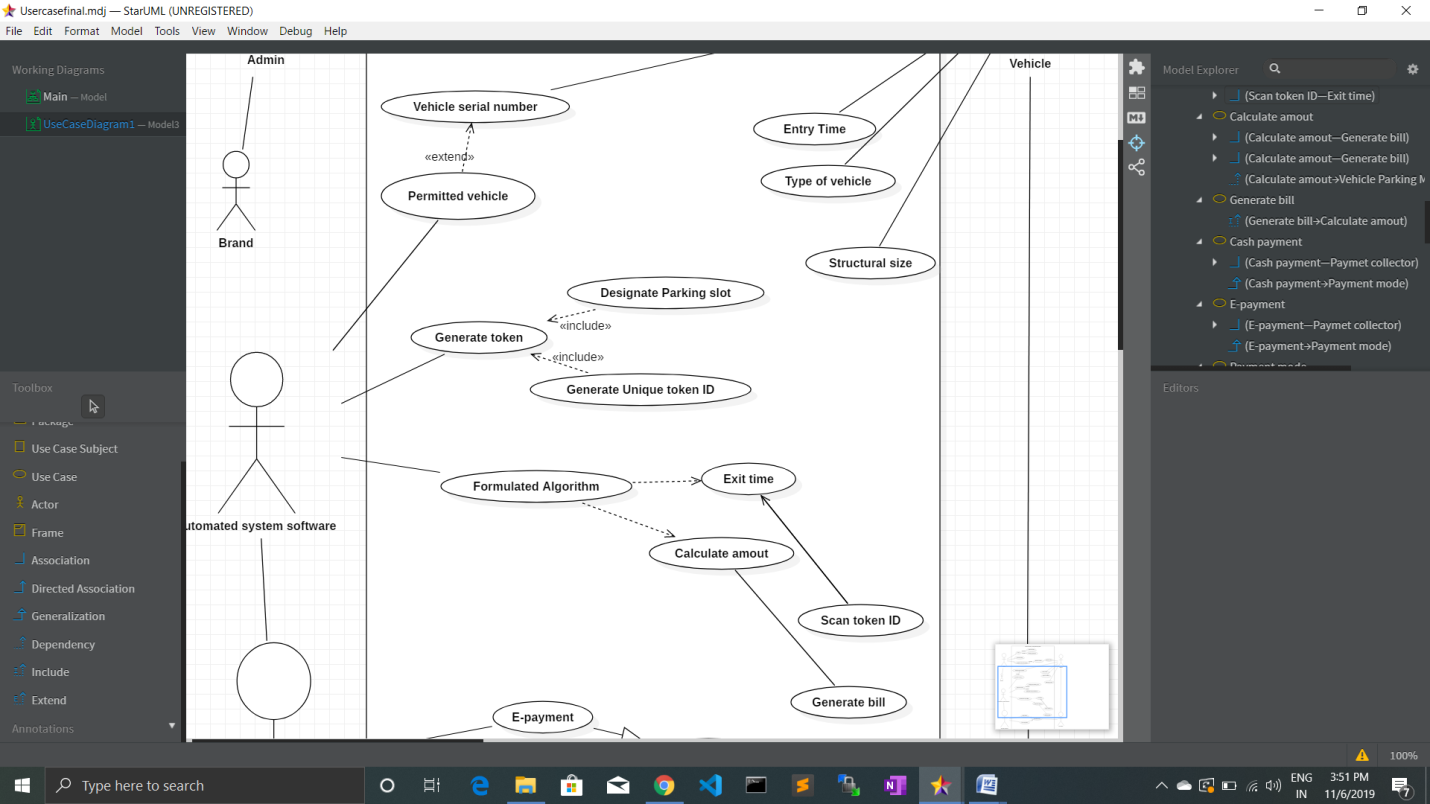 Usercasefinal.mdj — StarUML (UNREGISTERED)
File Edit Format Model Tools View Window Debug Help
Working Diagrams
Main — Model
UseCaseDiagram1 — Model3
Toolbox
Package
Use Case Subject
Use Case
Actor
Frame
Association
Directed Association
Generalization
Dependency
Include
Extend
Annotations
Admin
Brand
utomated system software
Vehicle serial number
«extend»
Permitted vehicle
Entry Time
Type of vehicle
Structural size
Vehicle
Designate Parking slot
«include»
Generate token
«include»
Generate Unique token ID
Formulated Algorithm
Exit time
Calculate amout
Scan token ID
Generate bill
E-payment
Model Explorer
(Scan token ID—Exit time)
Calculate amout
(Calculate amout—Generate bill)
(Calculate amout—Generate bill)
(Calculate amout→Vehicle Parking M
Generate bill
(Generate bill→Calculate amout)
Cash payment
(Cash payment—Paymet collector)
(Cash payment→Payment mode)
E-payment
(E-payment—Paymet collector)
(E-payment→Payment mode)
Payment mode
Editors
100%
Type here to search
ENG
IN
3:51 PM
11/6/2019
7